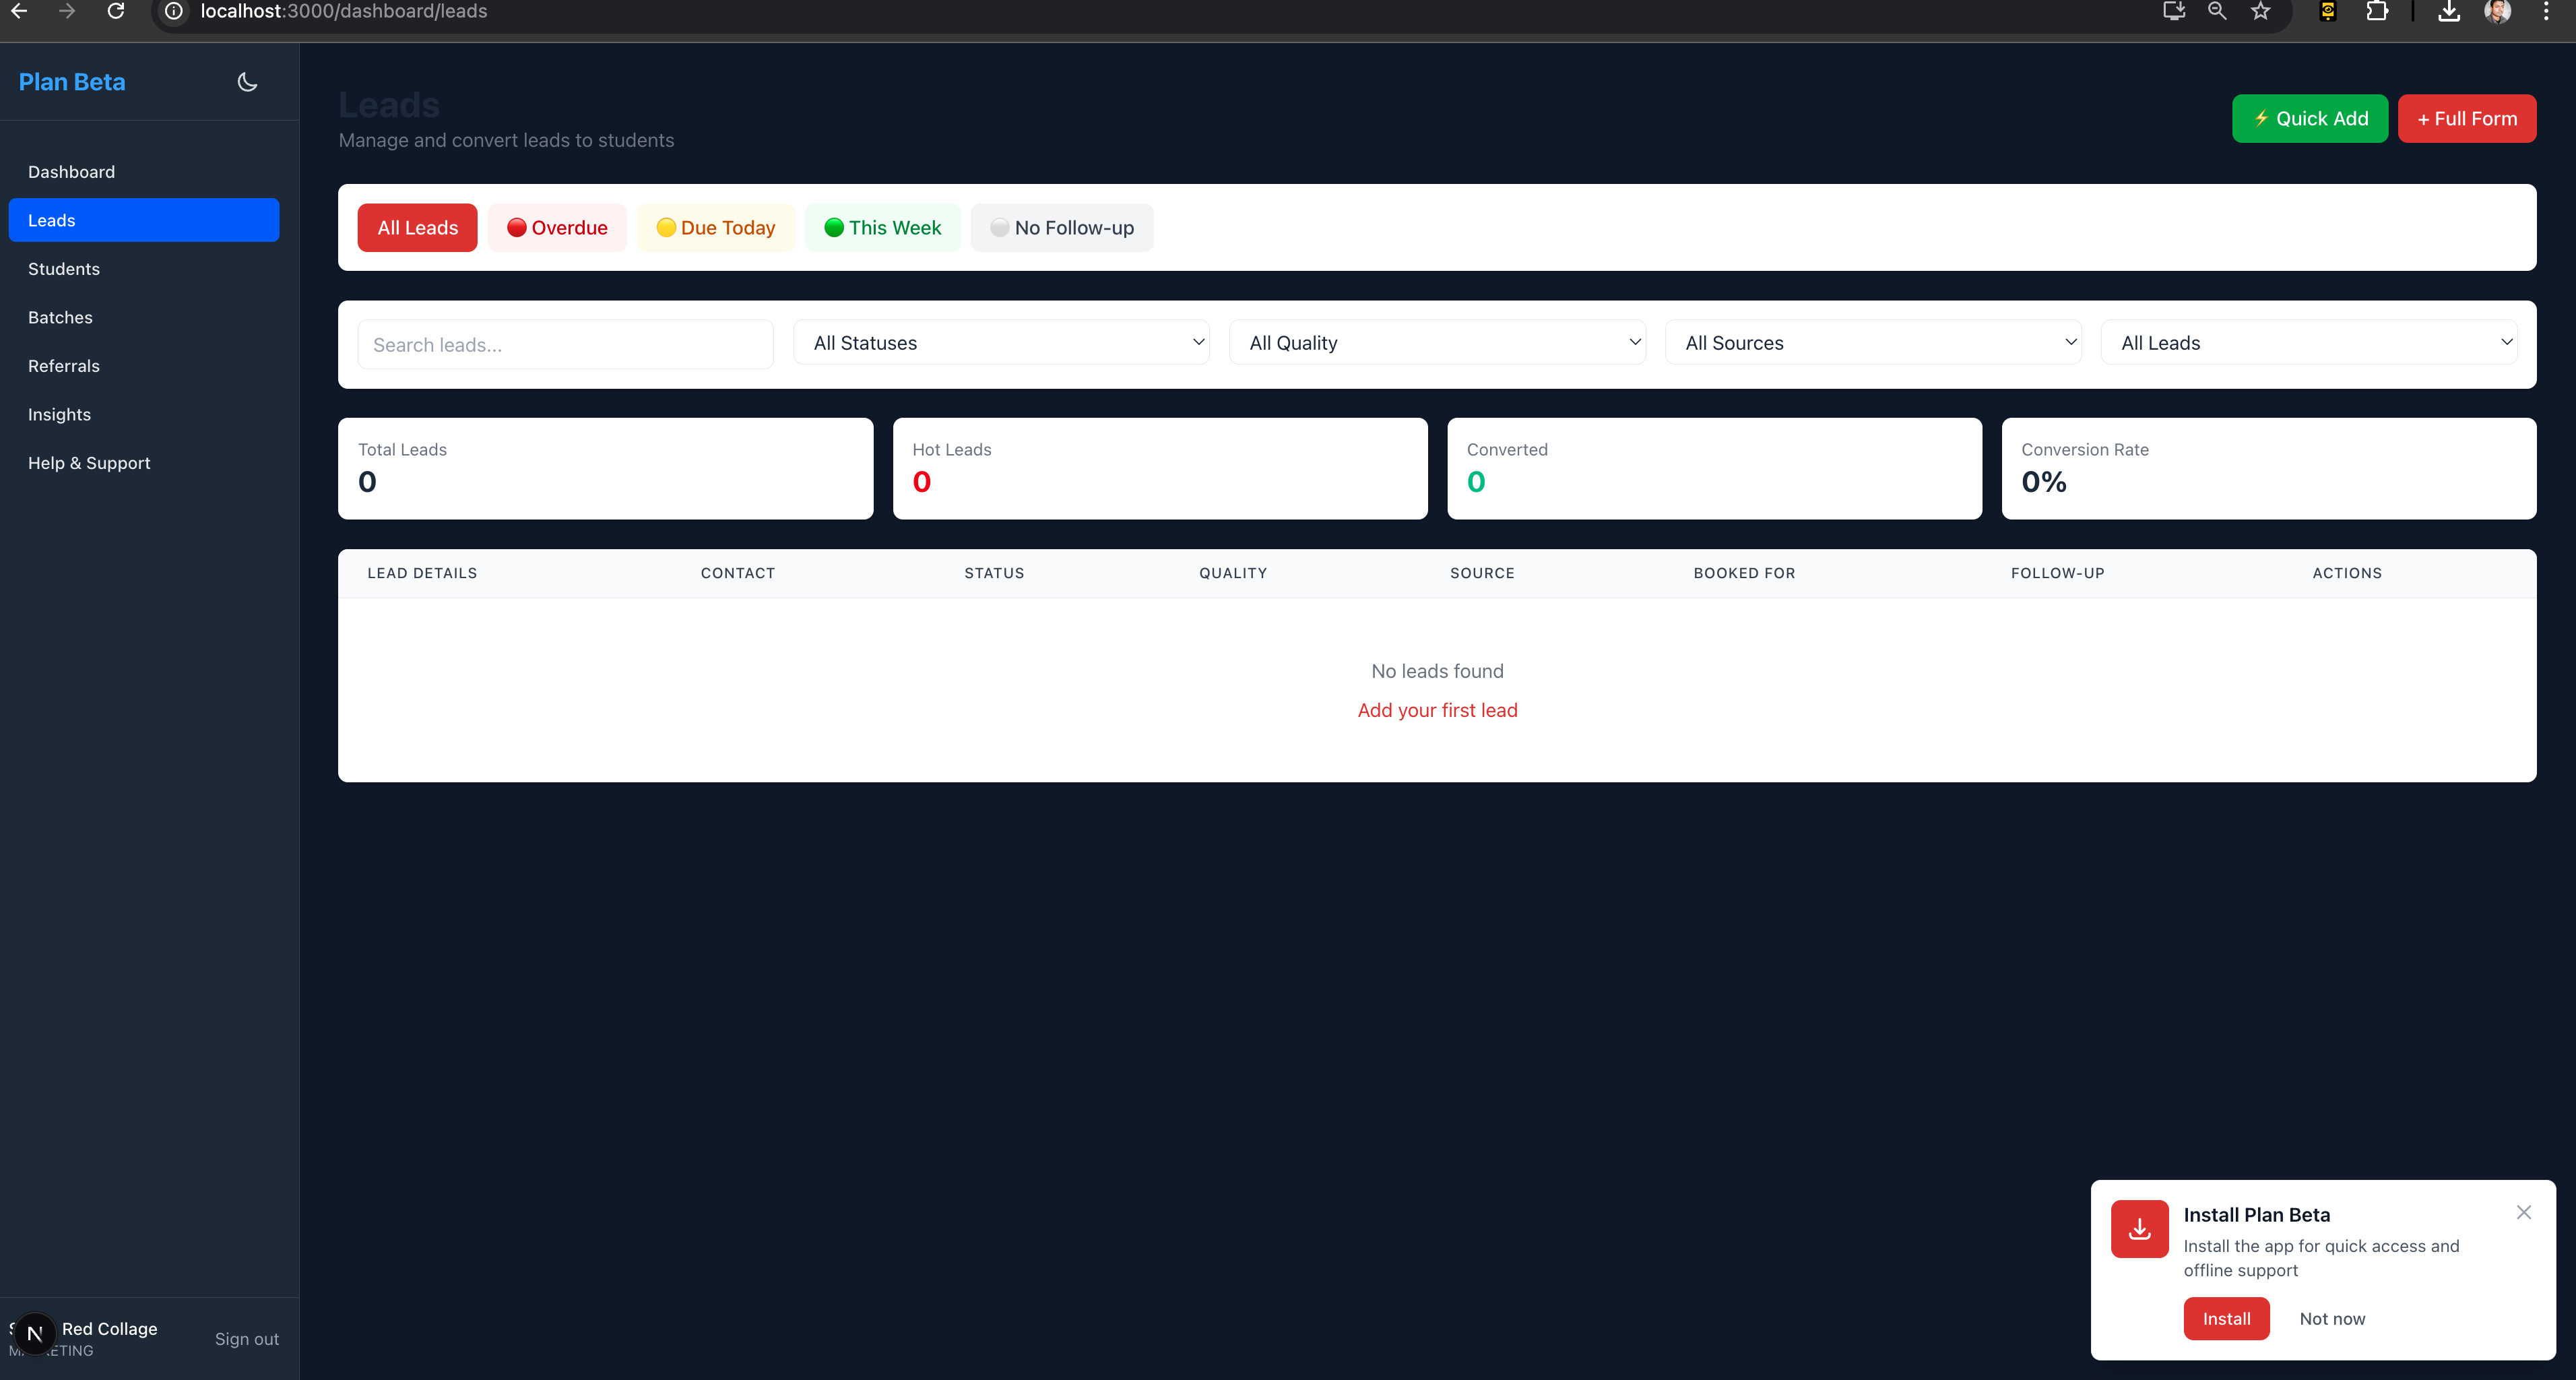 localhost:3000/dashboard/leads
Plan Beta
Dashboard
Leads
Students
Batches
Referrals
Insights
Help & Support
Red Collage
Sign out
Leads
Manage and convert leads to students
⚡ Quick Add
+ Full Form
All Leads
Overdue
Due Today
This Week
No Follow-up
Search leads...
All Statuses
All Quality
All Sources
All Leads
Total Leads
0
Hot Leads
0
Converted
0
Conversion Rate
0%
LEAD DETAILS CONTACT STATUS QUALITY SOURCE BOOKED FOR FOLLOW-UP ACTIONS
No leads found
Add your first lead
Install Plan Beta
Install the app for quick access and
offline support
Install
Not now
N